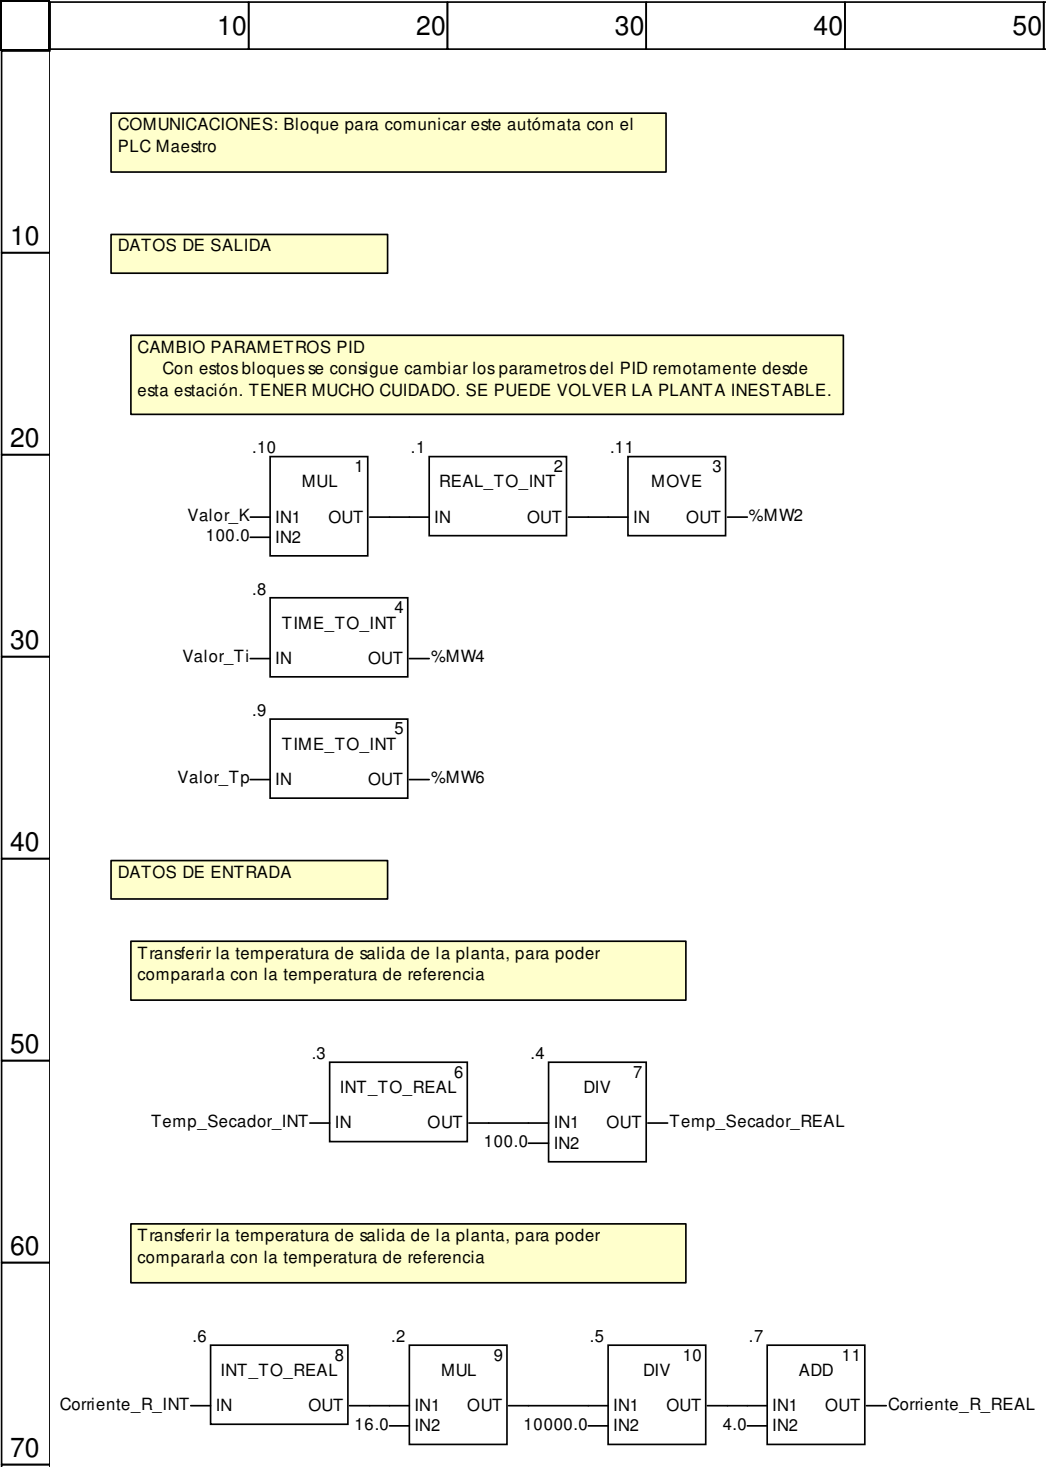 10 20 30 40 50
COMUNICACIONES: Bloque para comunicar este autómata con el
PLC Maestro
10
DATOS DE SALIDA
CAMBIO PARAMETROS PID
Con estos bloques se consigue cambiar los parametros del PID remotamente desde
esta estación. TENER MUCHO CUIDADO. SE PUEDE VOLVER LA PLANTA INESTABLE.
20
.10 .1 .11
1 2 3
MUL REAL_TO_INT MOVE
Valor_K IN1 OUT IN OUT IN OUT %MW2
100.0 IN2
.8
4
TIME_TO_INT
30
Valor_Ti IN OUT %MW4
.9
5
TIME_TO_INT
Valor_Tp IN OUT %MW6
40
DATOS DE ENTRADA
Transferir la temperatura de salida de la planta, para poder
compararla con la temperatura de referencia
50
.3 .4
6 7
INT_TO_REAL DIV
Temp_Secador_INT IN OUT IN1 OUT Temp_Secador_REAL
100.0 IN2
Transferir la temperatura de salida de la planta, para poder
60
compararla con la temperatura de referencia
.6 .2 .5 .7
8 9 10 11
INT_TO_REAL MUL DIV ADD
Corriente_R_INT IN OUT IN1 OUT IN1 OUT IN1 OUT Corriente_R_REAL
16.0 IN2 10000.0 IN2 4.0 IN2
70